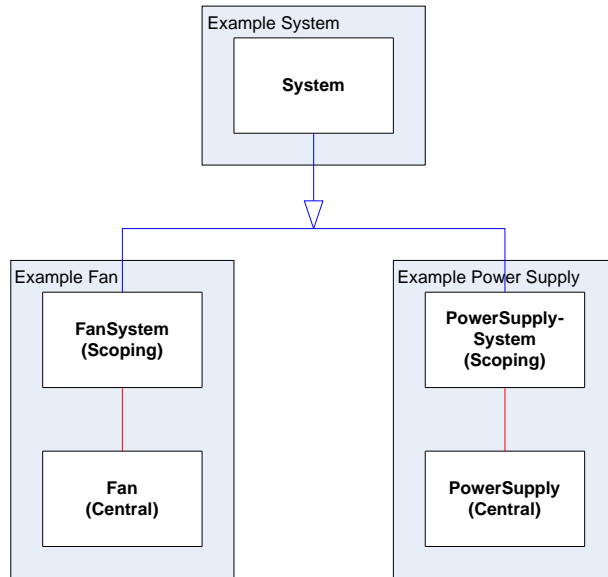 Example System
System
Example Fan
FanSystem
(Scoping)
Fan
(Central)
Example Power Supply
PowerSupply-
System
(Scoping)
PowerSupply
(Central)